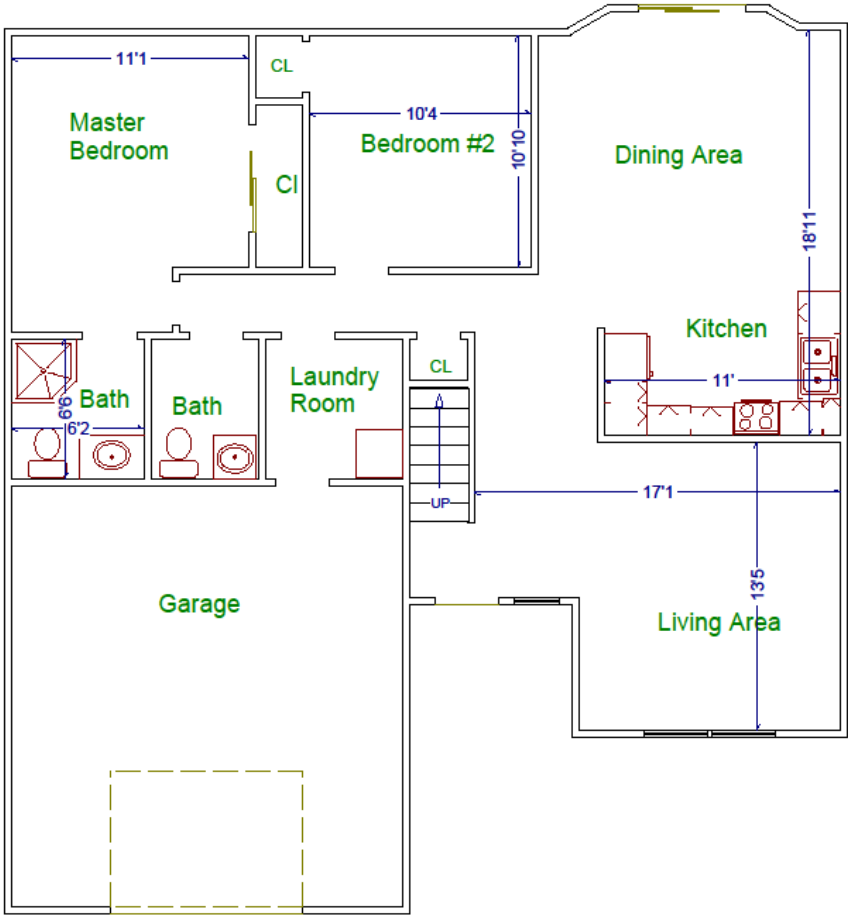 11'1
CL
Master
Bedroom
10'4
Bedroom #2
10'10
Dining Area
Cl
18'11
Kitchen
CL
Laundry
Room
11'
Bath
Bath
6'6
6'2
UP
17'1
13'5
Garage
Living Area